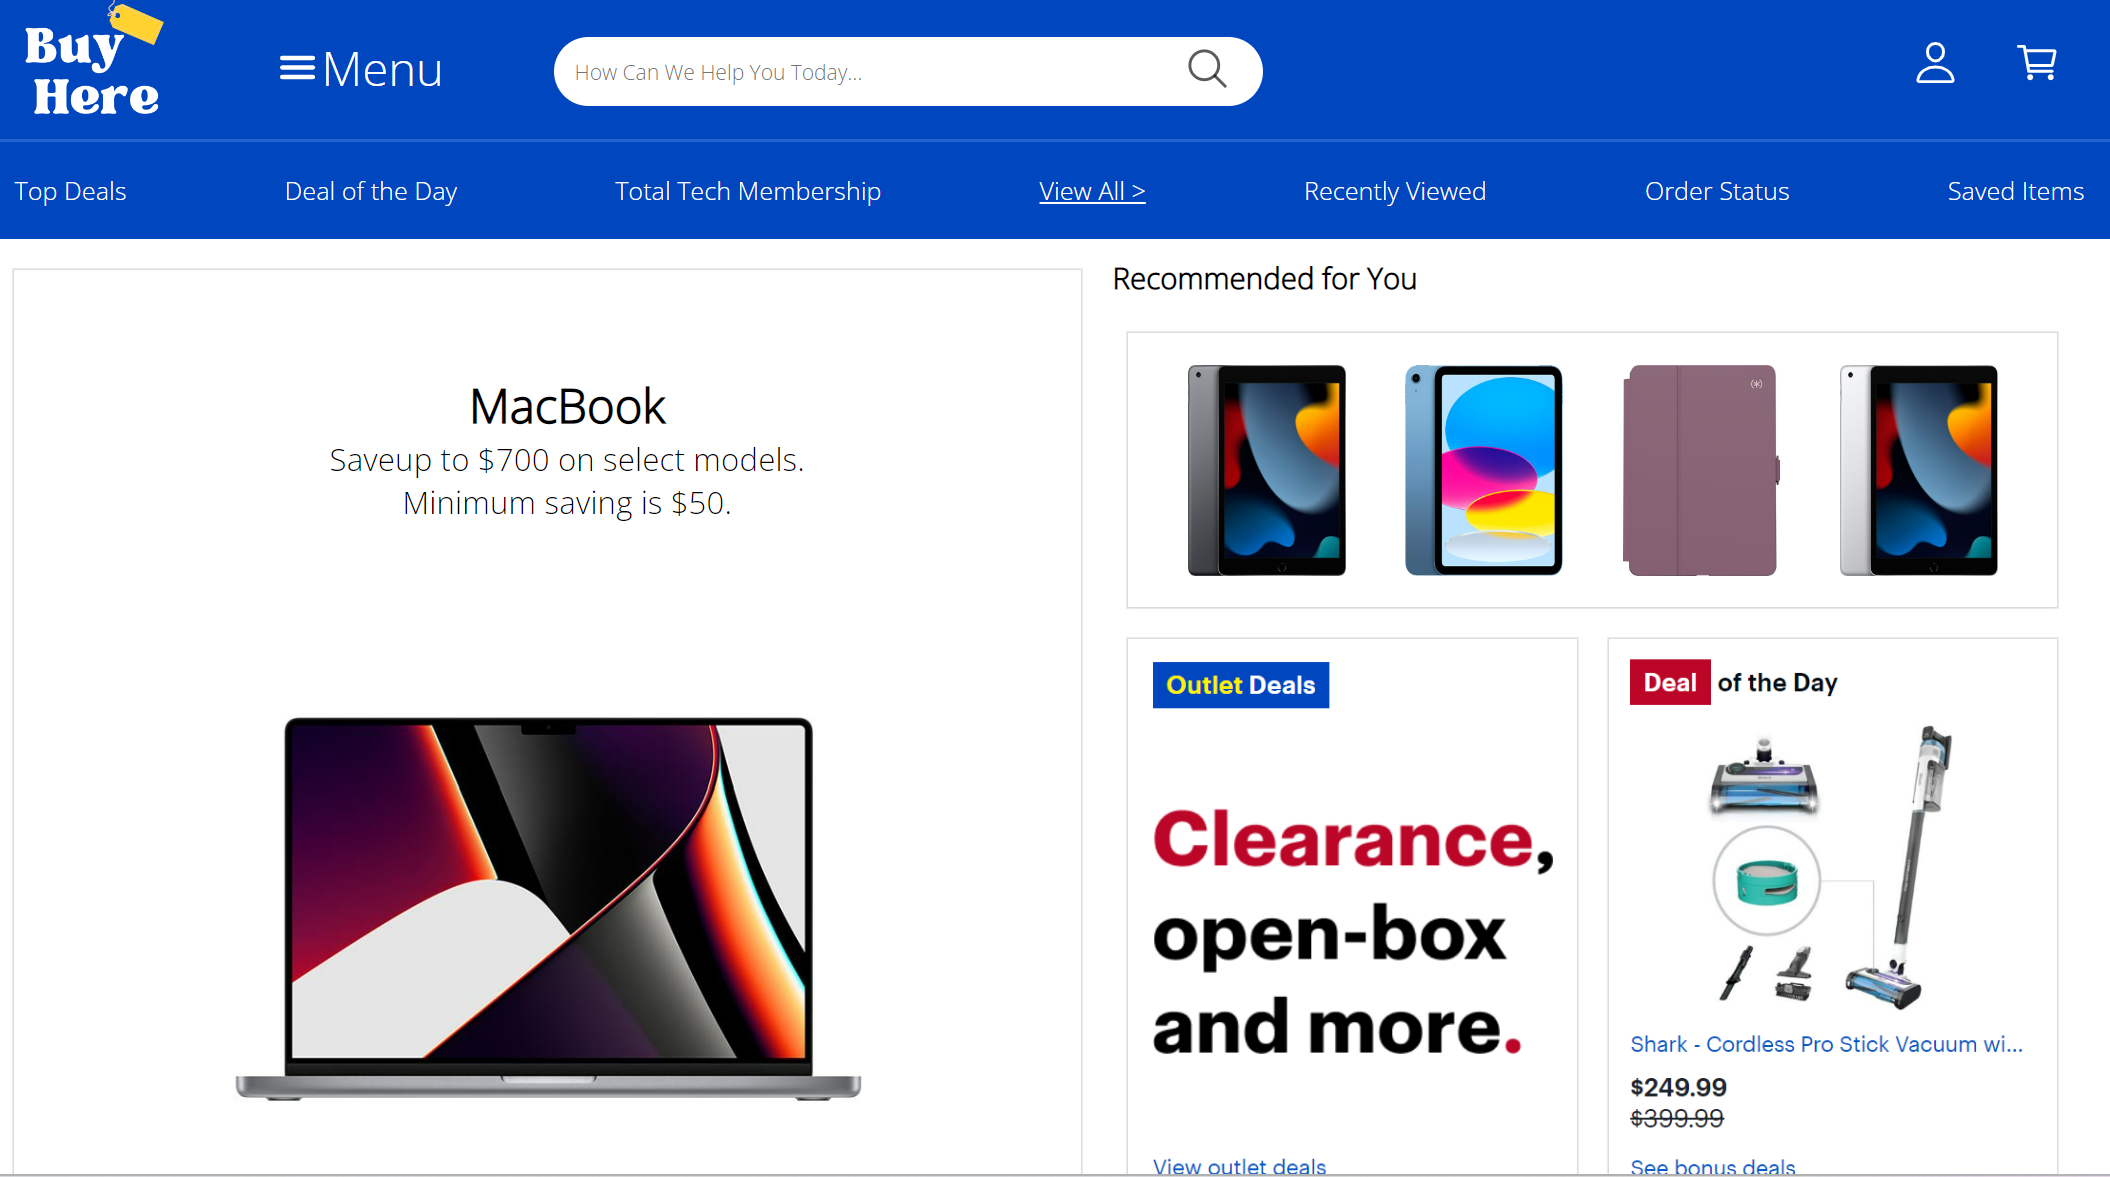 Buy
Here
Menu
How Can We Help You Today...
Top Deals
Deal of the Day
Total Tech Membership
View All >
Recently Viewed
Order Status
Saved Items
MacBook
Saveup to $700 on select models.
Minimum saving is $50.
Recommended for You
Outlet Deals
Clearance,
open-box
and more.
View outlet deals
Deal of the Day
Shark - Cordless Pro Stick Vacuum wi...
$249.99
$399.99
See bonus deals